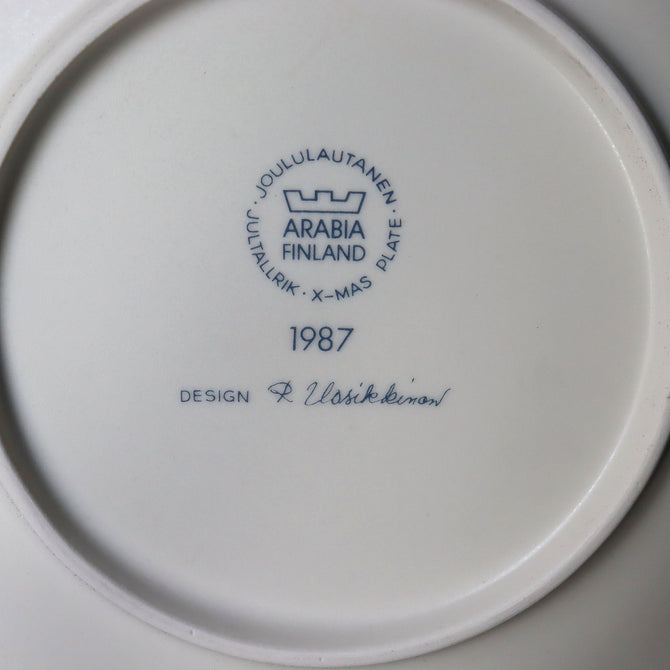 JOULULAUTANEN · X-MAS PLATE · JULTALLRIK ·
ARABIA
FINLAND
1987
DESIGN R Uosikkinen